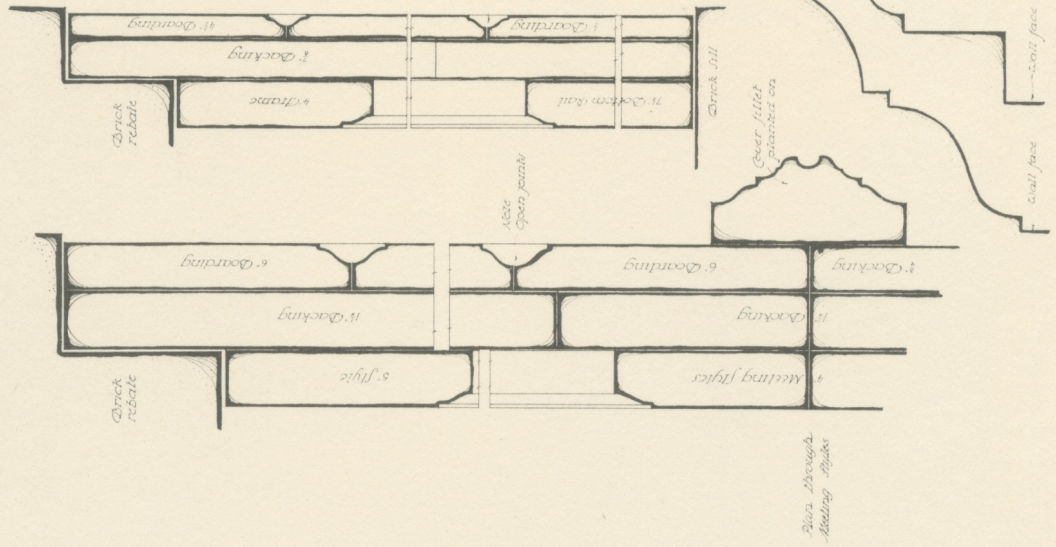 Boarding
Boarding
Backing
4" Frame
Bottom Rail
Brick
rebate
Brick sill
Cover fillet
planted on
Wall face
Wall face
Note
Open joints
6" Boarding
6" Boarding
Backing
11" Backing
Backing
5" Style
4" Meeting Styles
Brick
rebate
Plan through
Meeting Styles